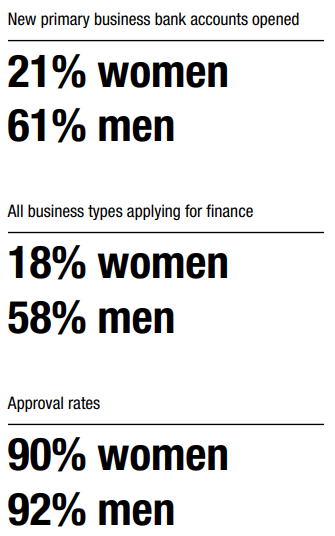 New primary business bank accounts opened
21% women
61% men
All business types applying for finance
18% women
58% men
Approval rates
90% women
92% men